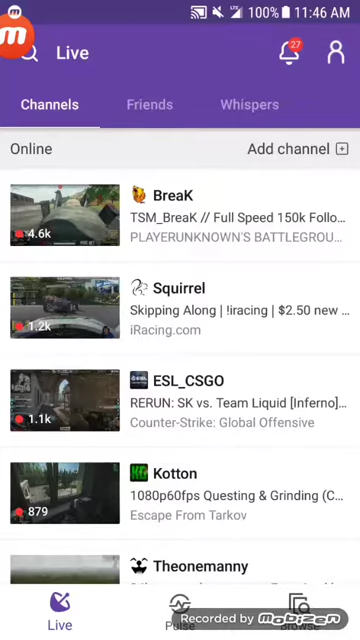 LTE 100% 11:46 AM
Live
27
Channels
Friends
Whispers
Online
Add channel
BreaK
TSM_BreaK // Full Speed 150k Follo...
PLAYERUNKNOWN'S BATTLEGROU...
4.6k
Squirrel
Skipping Along | !iracing | $2.50 new ...
iRacing.com
1.2k
ESL_CSGO
RERUN: SK vs. Team Liquid [Inferno]...
Counter-Strike: Global Offensive
1.1k
Kotton
1080p60fps Questing & Grinding (C...
Escape From Tarkov
879
Theonemanny
Live
Pulse
Browse
Recorded by Mobizen